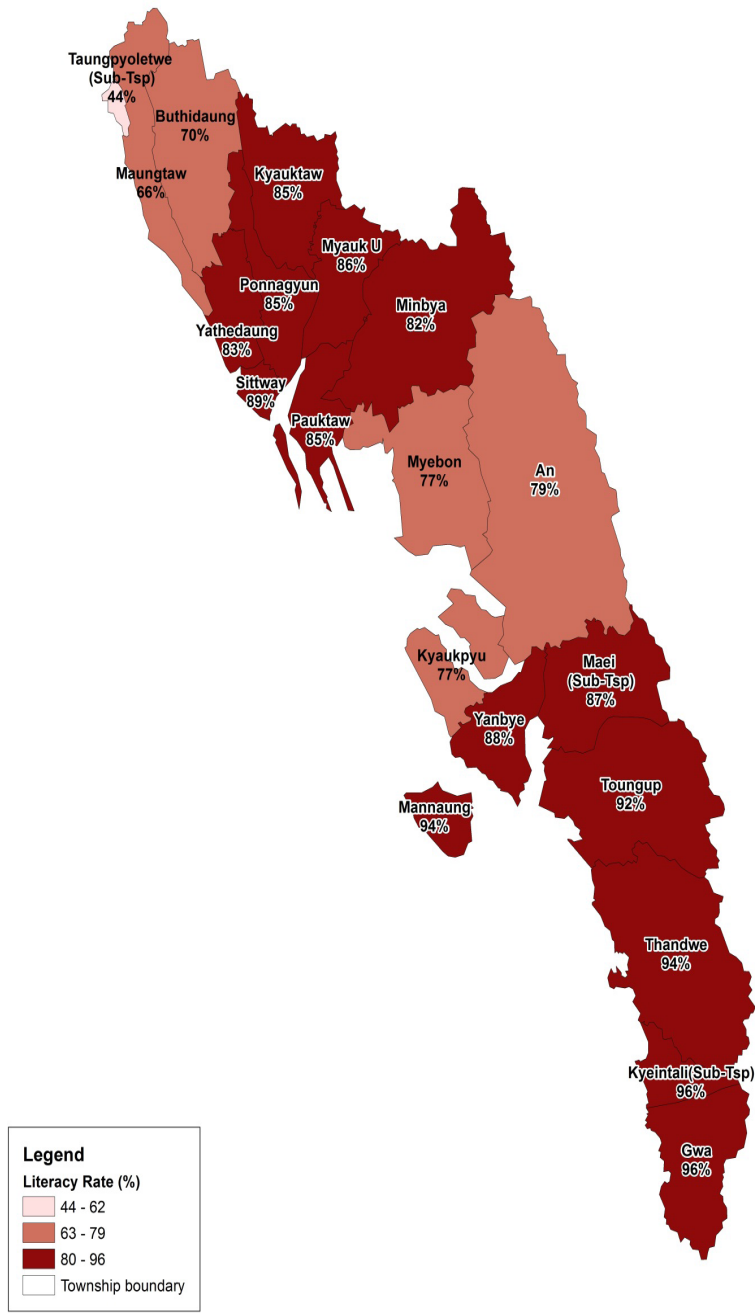 Taungpyoletwe
(Sub-Tsp)
44%
Buthidaung
70%
Maungtaw
66%
Kyauktaw
85%
Myauk U
86%
Ponnagyun
85%
Minbya
82%
Yathedaung
83%
Sittway
89%
Pauktaw
85%
Myebon
77%
An
79%
Kyaukpyu
77%
Maei
(Sub-Tsp)
87%
Yanbye
88%
Toungup
92%
Mannaung
94%
Thandwe
94%
Kyeintali(Sub-Tsp)
96%
Gwa
96%
Legend
Literacy Rate (%)
44 - 62
63 - 79
80 - 96
Township boundary